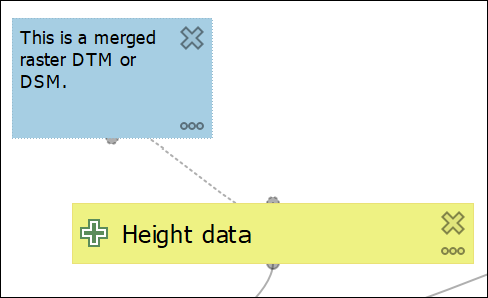 This is a merged
raster DTM or
DSM.
Height data